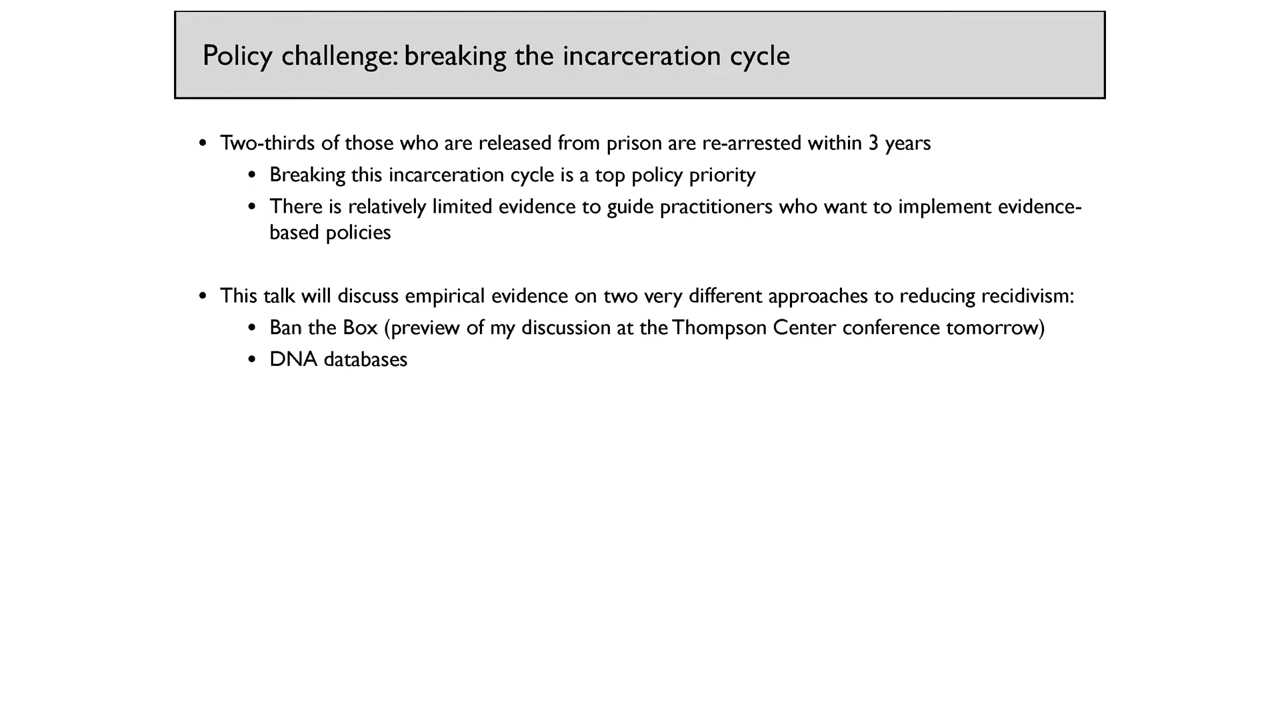 Policy challenge: breaking the incarceration cycle
• Two-thirds of those who are released from prison are re-arrested within 3 years
• Breaking this incarceration cycle is a top policy priority
• There is relatively limited evidence to guide practitioners who want to implement evidence-
based policies
• This talk will discuss empirical evidence on two very different approaches to reducing recidivism:
• Ban the Box (preview of my discussion at the Thompson Center conference tomorrow)
• DNA databases